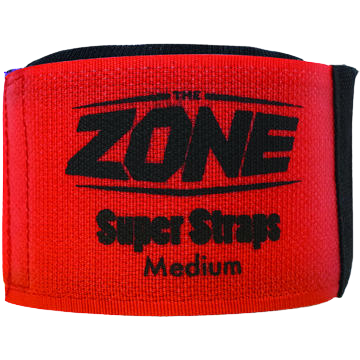 THE
ZONE
Super Straps
Medium